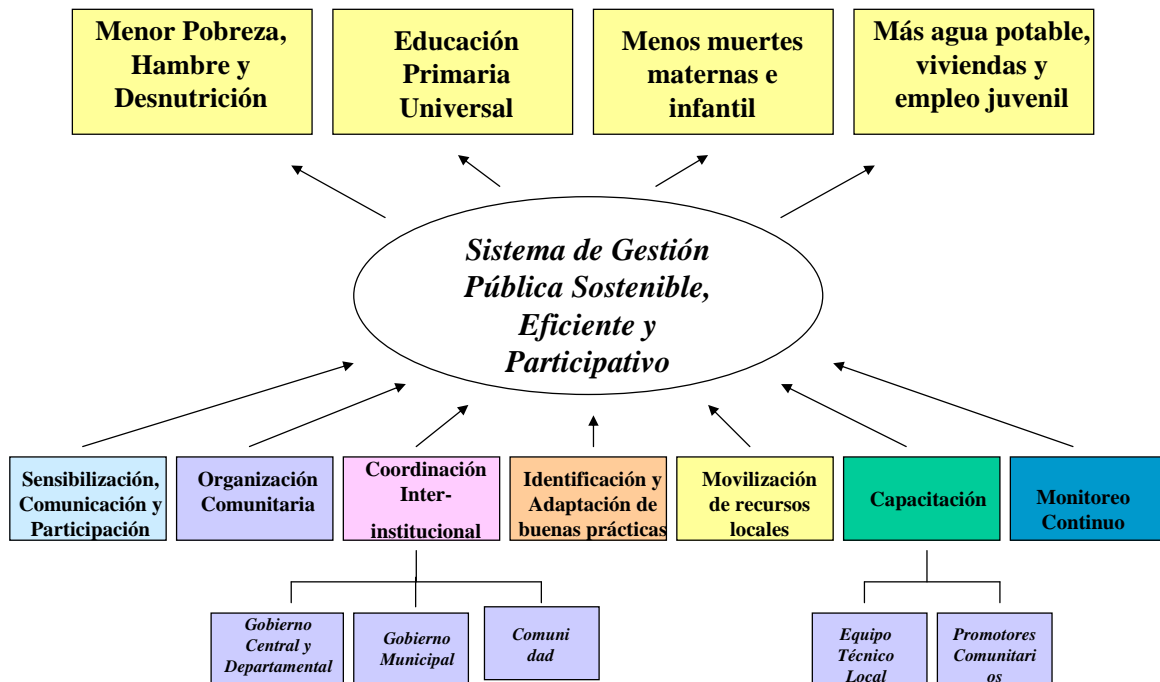 Menor Pobreza,
Hambre y
Desnutrición
Educación
Primaria
Universal
Menos muertes
maternas e
infantil
Más agua potable,
viviendas y
empleo juvenil
Sistema de Gestión
Pública Sostenible,
Eficiente y
Participativo
Sensibilización,
Comunicación y
Participación
Organización
Comunitaria
Coordinación
Inter-
institucional
Identificación y
Adaptación de
buenas prácticas
Movilización
de recursos
locales
Capacitación
Monitoreo
Continuo
Gobierno
Central y
Departamental
Gobierno
Municipal
Comuni
dad
Equipo
Técnico
Local
Promotores
Comunitari
os